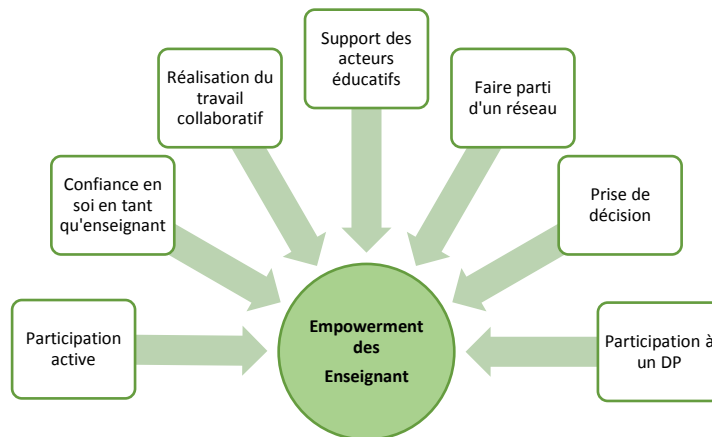 Support des
acteurs
éducatifs
Réalisation du
travail
collaboratif
Faire parti
d'un réseau
Confiance en
soi en tant
qu'enseignant
Prise de
décision
Participation
active
Empowerment
des
Enseignant
Participation à
un DP